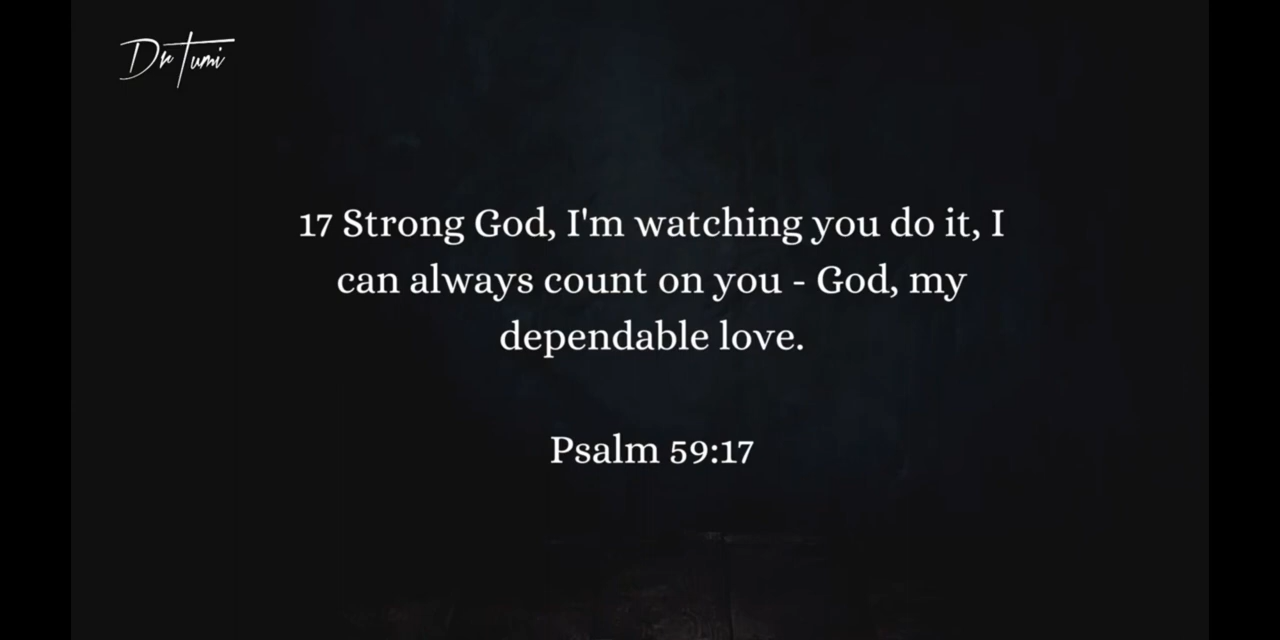 Dr Tumi
17 Strong God, I'm watching you do it, I
can always count on you - God, my
dependable love.
Psalm 59:17